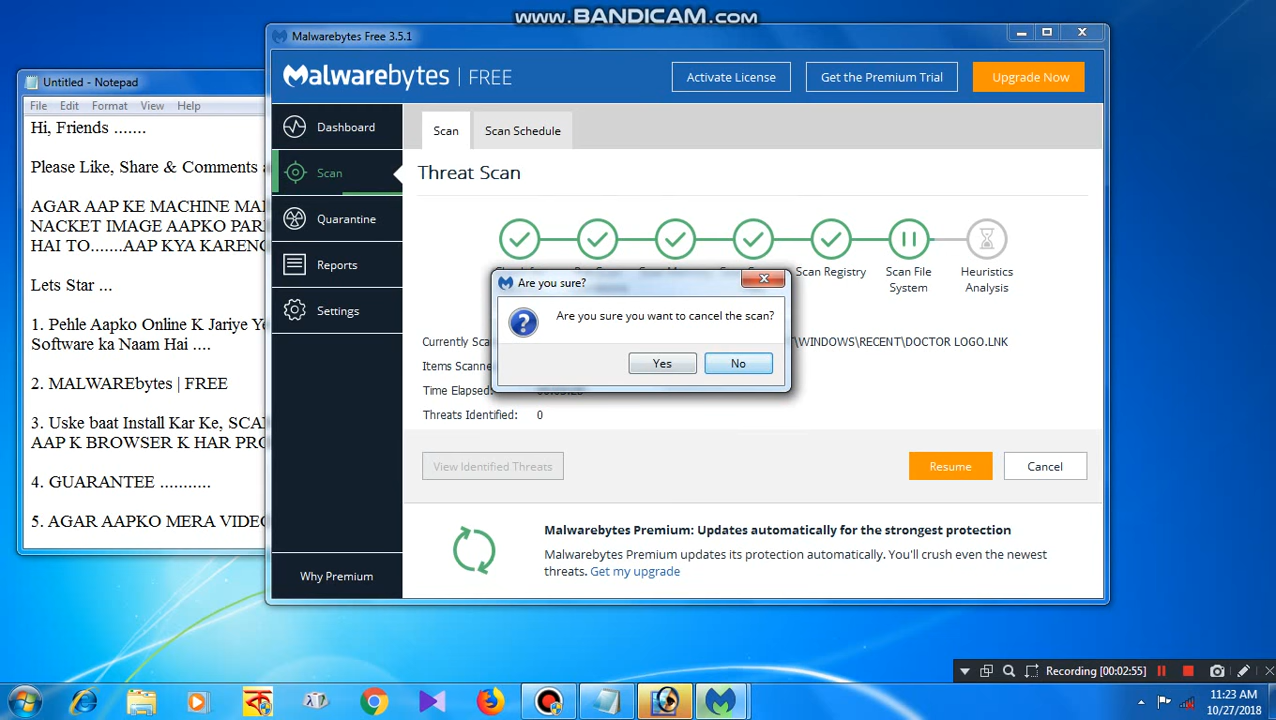 www.BANDICAM.com
Malwarebytes Free 3.5.1
Malwarebytes | FREE
Activate License
Get the Premium Trial
Upgrade Now
Untitled - Notepad
File Edit Format View Help
Hi, Friends .......
Please Like, Share & Comments
AGAR AAP KE MACHINE
NACKET IMAGE AAPKO
HAI TO.......AAP KYA
Lets Star ...
1. Pehle Aapko Online K Jariye
Software ka Naam Hai ....
2. MALWAREbytes | FREE
3. Uske baat Install Kar Ke,
AAP K BROWSER K HAR
4. GUARANTEE ...........
5. AGAR AAPKO MERA
Dashboard
Scan
Quarantine
Reports
Settings
Why Premium
Scan
Scan Schedule
Threat Scan
Scan Registry
Scan File System
Heuristics Analysis
Are you sure?
Are you sure you want to cancel the scan?
Yes
No
Currently
\WINDOWS\RECENT\DOCTOR LOGO.LNK
Items
Time Elapsed:
Threats Identified: 0
View Identified Threats
Resume
Cancel
Malwarebytes Premium: Updates automatically for the strongest protection
Malwarebytes Premium updates its protection automatically. You'll crush even the newest
threats. Get my upgrade
Recording [00:02:55]
11:23 AM
10/27/2018